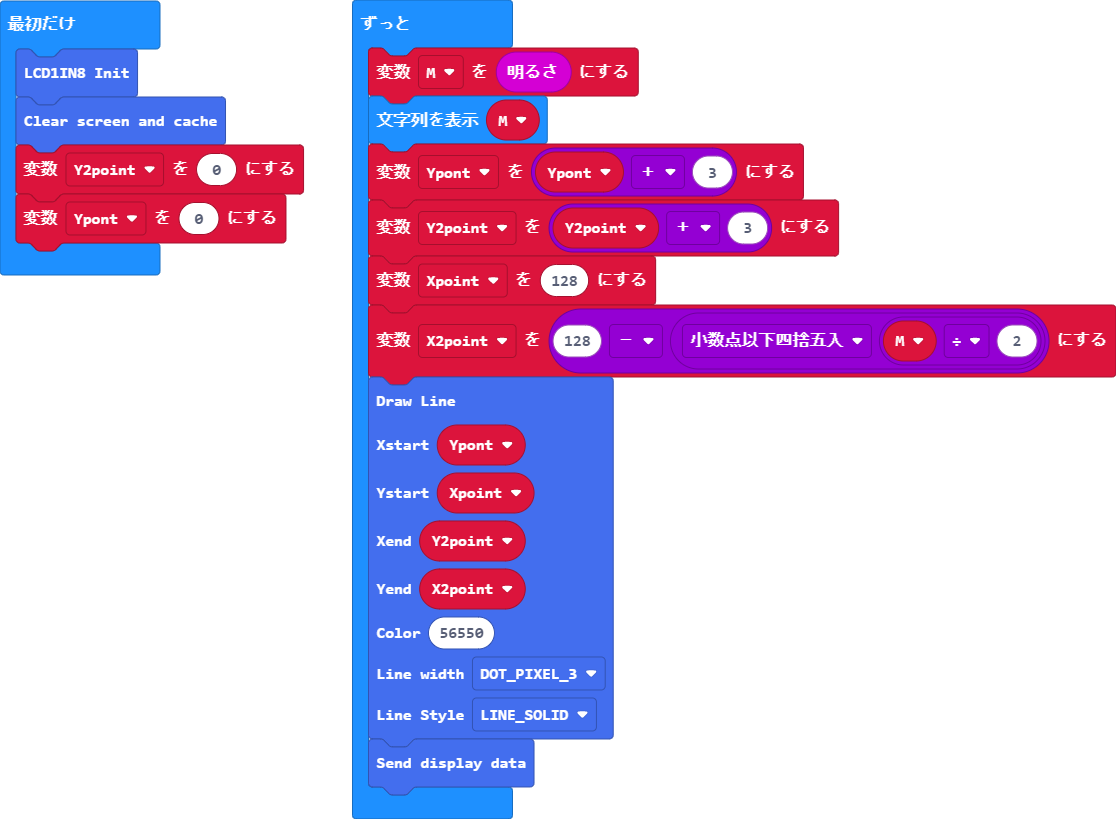 最初だけ
LCD1IN8 Init
Clear screen and cache
変数 Y2point を 0 にする
変数 Ypont を 0 にする
ずっと
変数 M を 明るさ にする
文字列を表示 M
変数 Ypont を Ypont + 3 にする
変数 Y2point を Y2point + 3 にする
変数 Xpoint を 128 にする
変数 X2point を 128 - 小数点以下四捨五入 M ÷ 2 にする
Draw Line
Xstart Ypont
Ystart Xpoint
Xend Y2point
Yend X2point
Color 56550
Line width DOT_PIXEL_3
Line Style LINE_SOLID
Send display data